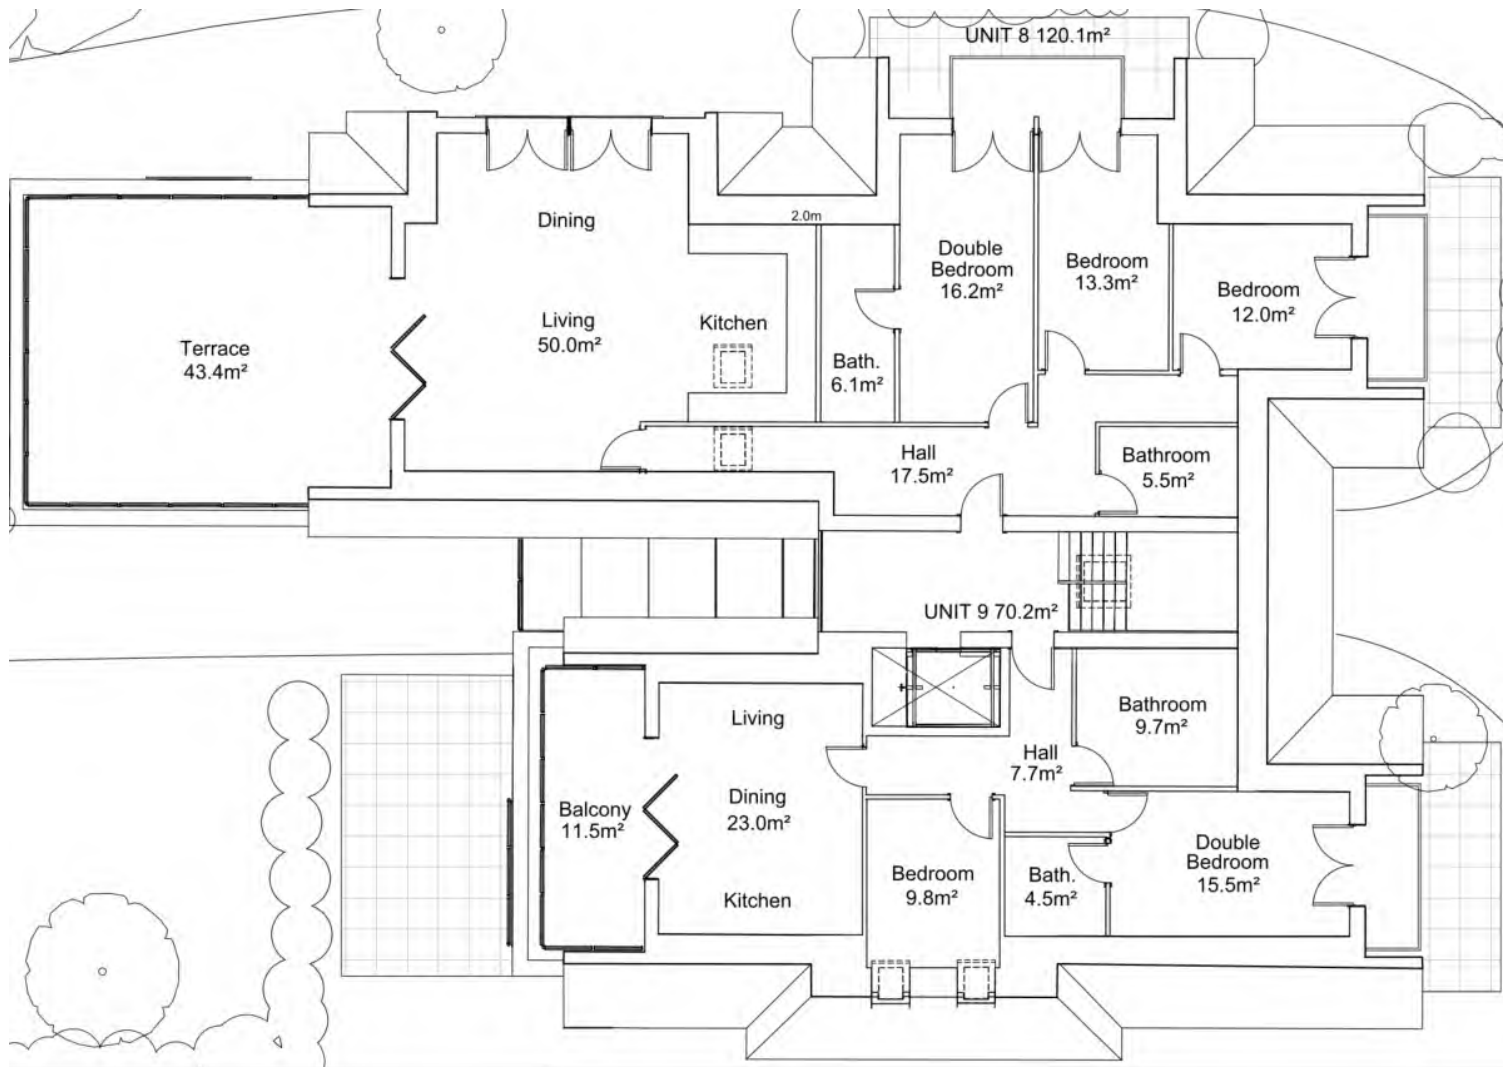 UNIT 8 120.1m²
Dining
2.0m
Double
Bedroom
16.2m²
Bedroom
13.3m²
Bedroom
12.0m²
Living
50.0m²
Kitchen
Terrace
43.4m²
Bath.
6.1m²
Hall
17.5m²
Bathroom
5.5m²
UNIT 9 70.2m²
Living
Bathroom
9.7m²
Hall
7.7m²
Balcony
11.5m²
Dining
23.0m²
Double
Bedroom
15.5m²
Bedroom
9.8m²
Bath.
4.5m²
Kitchen